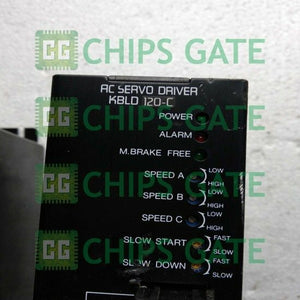 CHIPS GATE
AC SERVO DRIVER
KBLD 120-C
POWER
ALARM
M.BRAKE FREE
SPEED A LOW HIGH
SPEED B LOW HIGH
SPEED C LOW HIGH
SLOW START FAST SLOW
SLOW DOWN FAST SLOW
CHIPS GATE
CHIPS GATE
CHIPS GATE